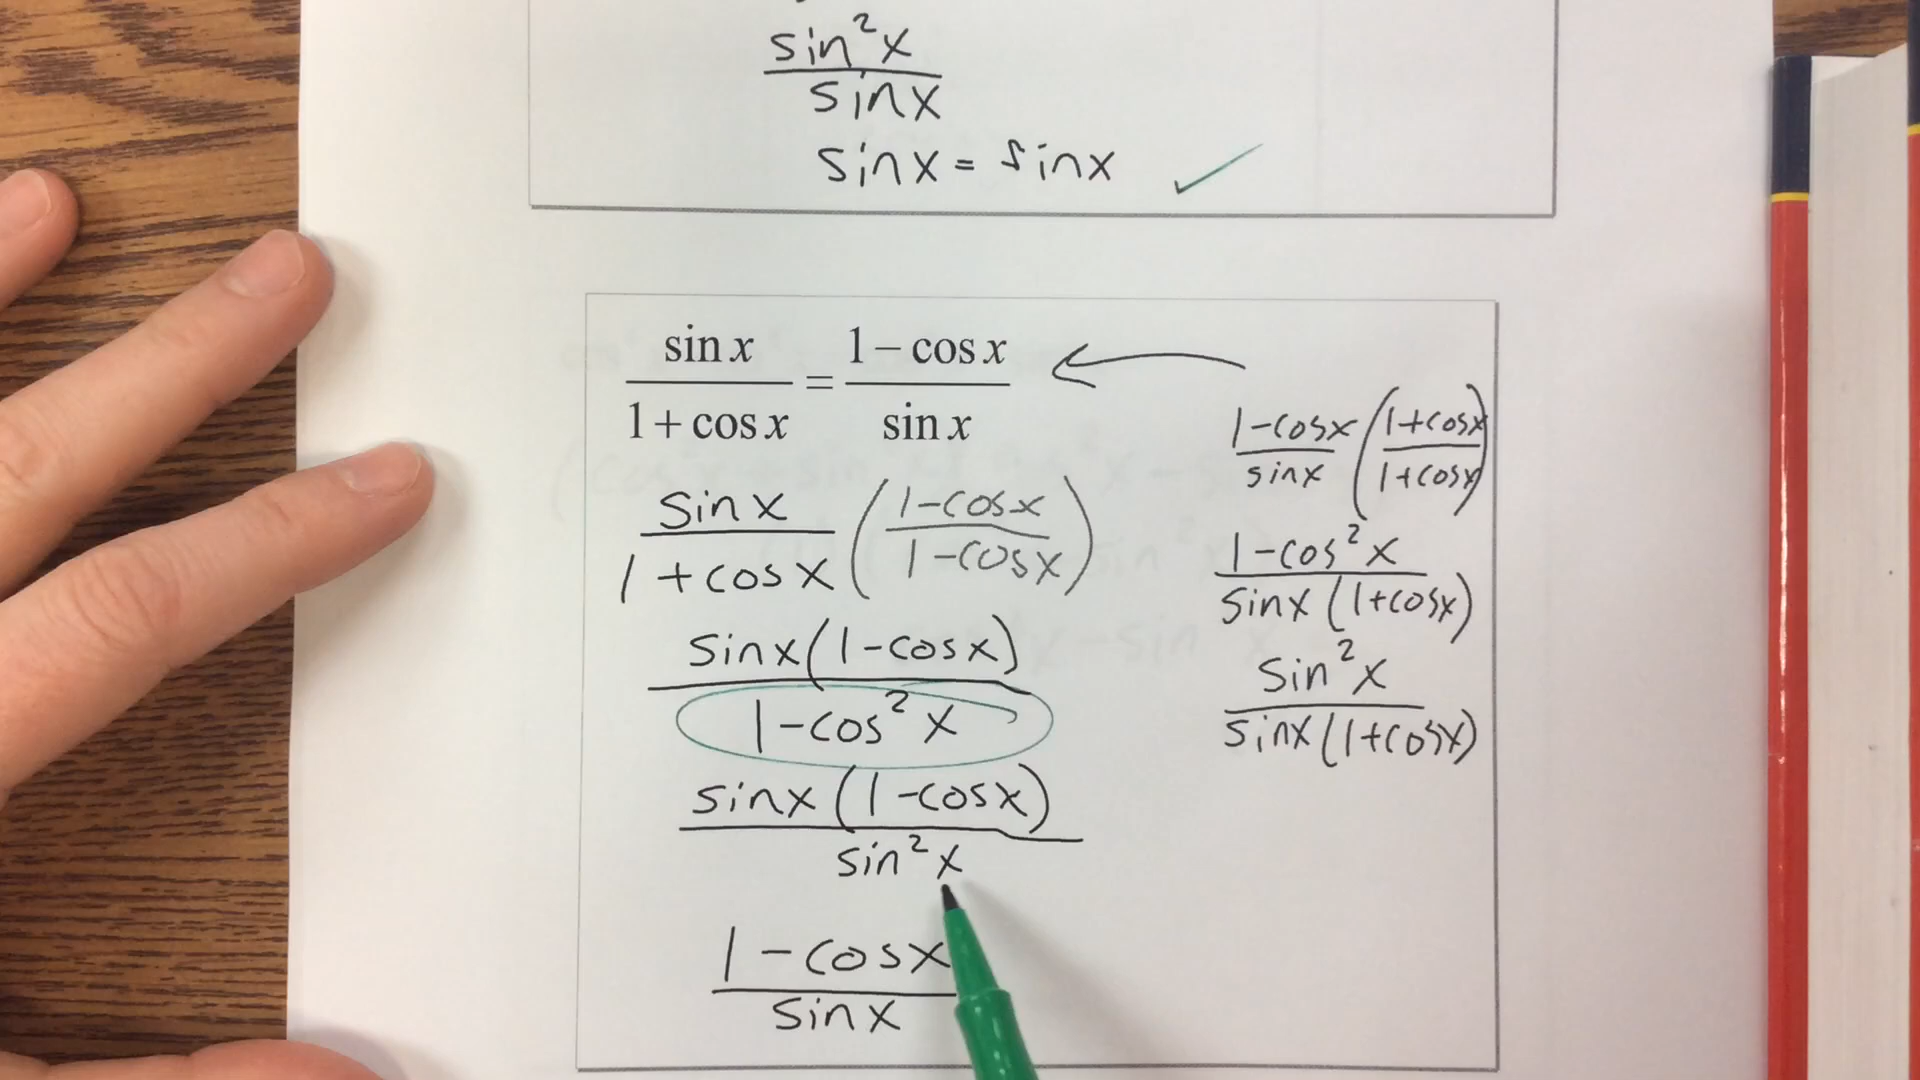 sin²x
sinx
sinx = sinx ✓
sin x / 1 + cos x = 1 − cos x / sin x
sinx / 1+cosx (1-cosx / 1-cosx)
sinx(1-cosx)
1-cos²x
sinx(1-cosx)
sin²x
1-cosx
sinx
1-cosx / sinx (1+cosx / 1+cosx)
1-cos²x
sinx(1+cosx)
sin²x
sinx(1+cosx)